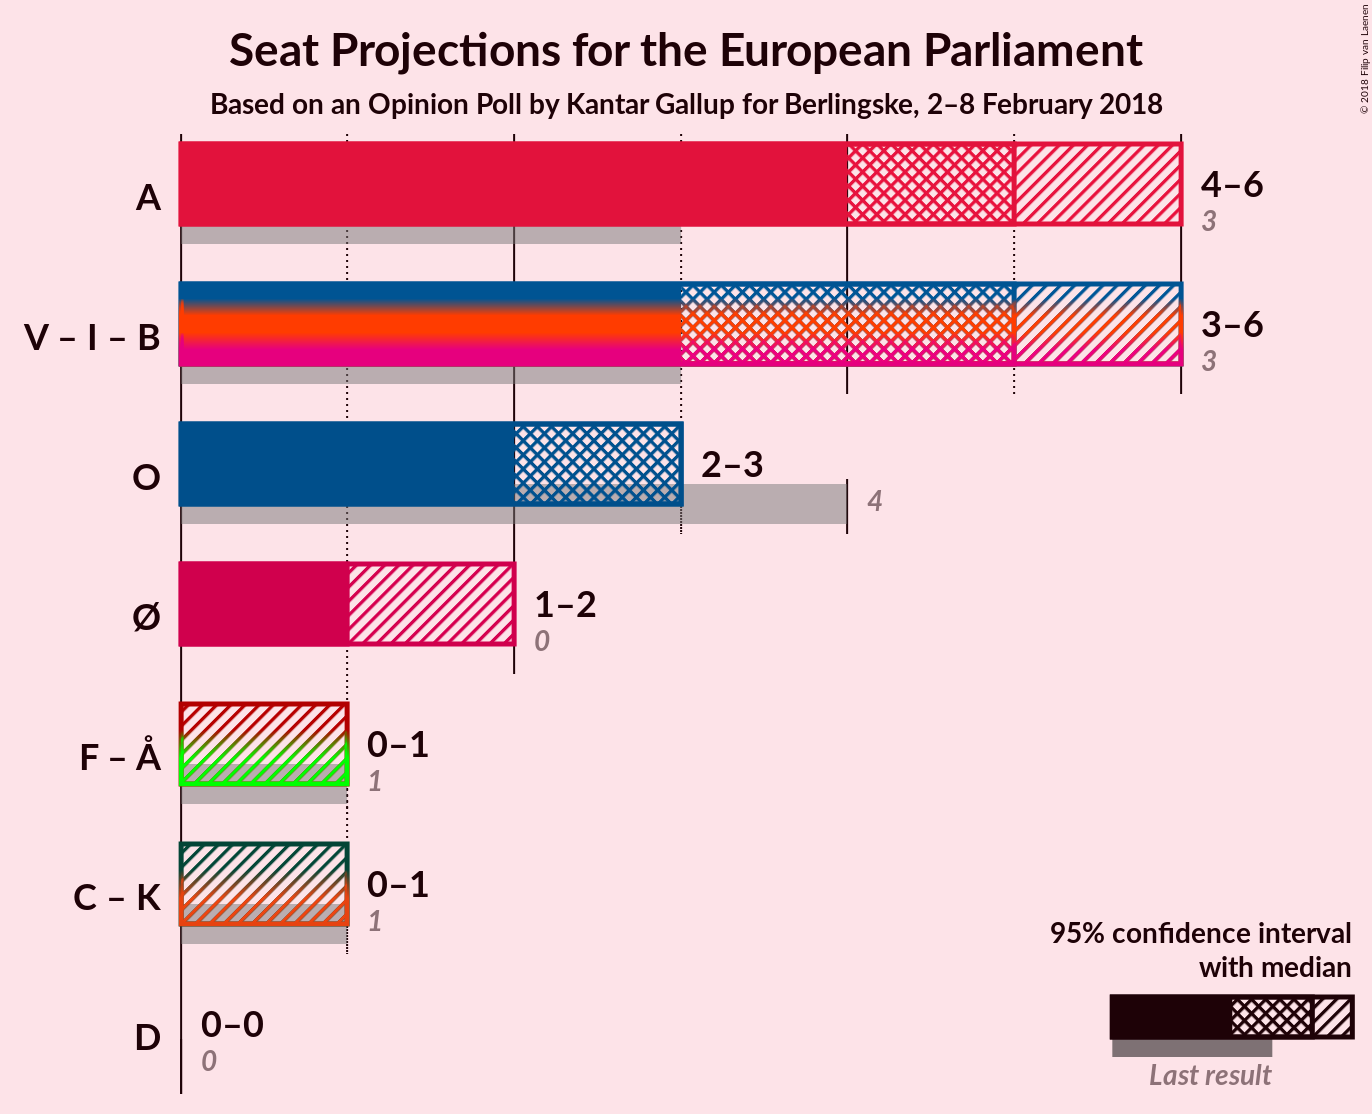 Seat Projections for the European Parliament
Based on an Opinion Poll by Kantar Gallup for Berlingske, 2–8 February 2018
© 2018 Filip van Laenen
A
4–6
3
V – I – B
3–6
3
O
2–3
4
Ø
1–2
0
F – Å
0–1
1
C – K
0–1
1
D
0–0
0
95% confidence interval
with median
Last result